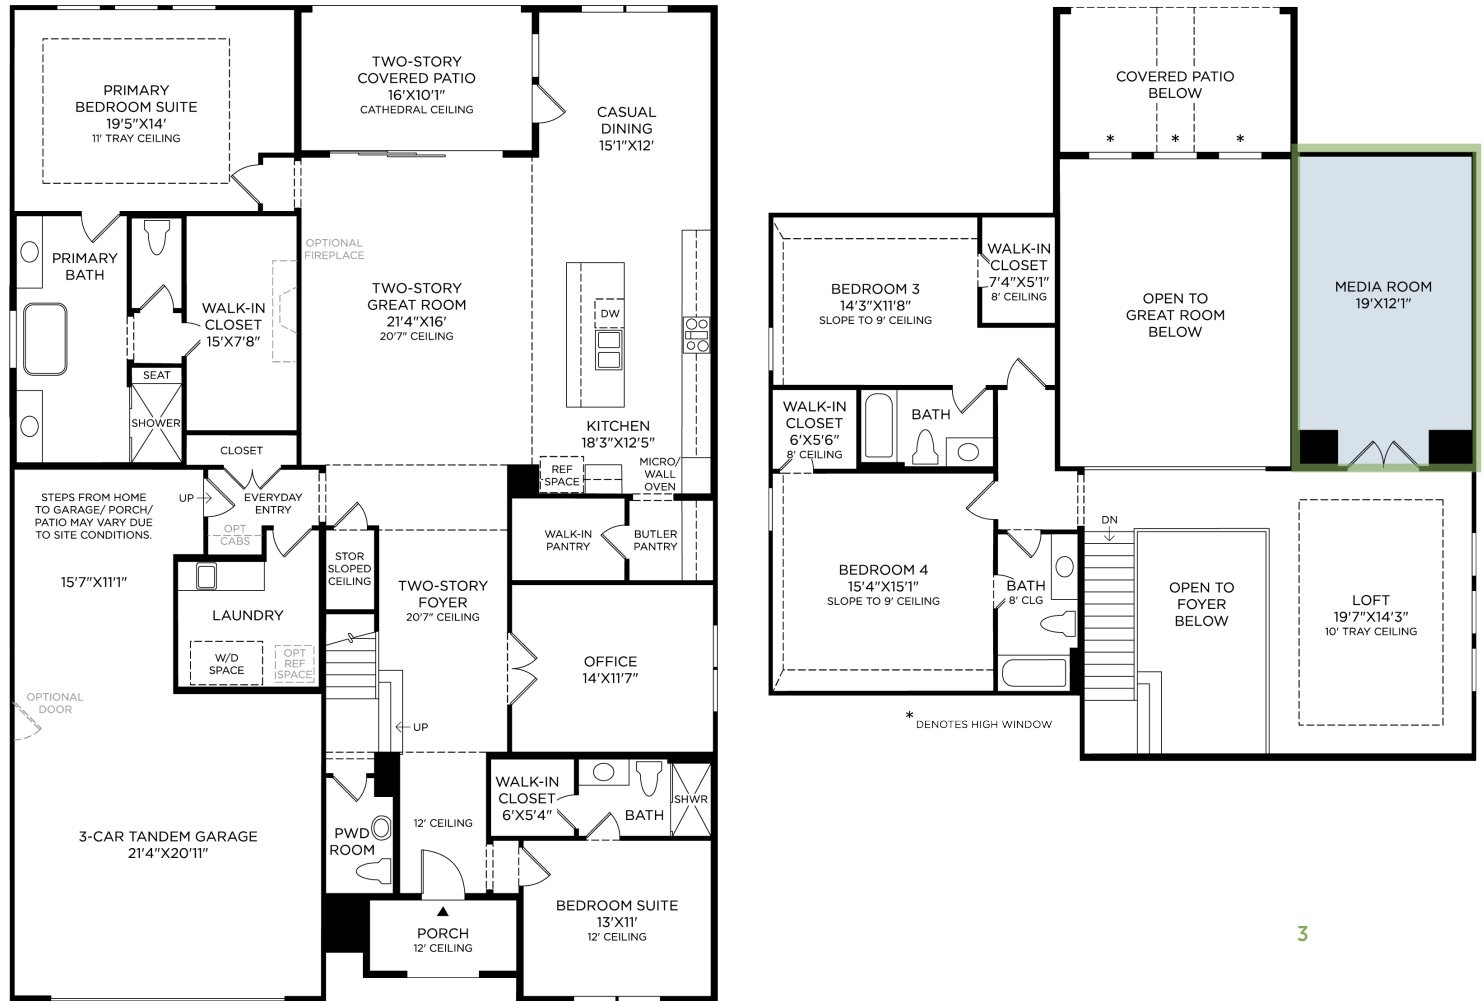 PRIMARY
BEDROOM SUITE
19'5"X14'
11' TRAY CEILING
TWO-STORY
COVERED PATIO
16'X10'1"
CATHEDRAL CEILING
CASUAL
DINING
15'1"X12'
PRIMARY
BATH
WALK-IN
CLOSET
15'X7'8"
OPTIONAL
FIREPLACE
TWO-STORY
GREAT ROOM
21'4"X16'
20'7" CEILING
DW
SEAT
SHOWER
CLOSET
KITCHEN
18'3"X12'5"
REF
SPACE
MICRO/
WALL
OVEN
STEPS FROM HOME
TO GARAGE/ PORCH/
PATIO MAY VARY DUE
TO SITE CONDITIONS.
UP
EVERYDAY
ENTRY
OPT
CABS
15'7"X11'1"
STOR
SLOPED
CEILING
WALK-IN
PANTRY
BUTLER
PANTRY
TWO-STORY
FOYER
20'7" CEILING
LAUNDRY
W/D
SPACE
OPT
REF
SPACE
OFFICE
14'X11'7"
OPTIONAL
DOOR
UP
3-CAR TANDEM GARAGE
21'4"X20'11"
PWD
ROOM
12' CEILING
WALK-IN
CLOSET
6'X5'4"
BATH
SHWR
PORCH
12' CEILING
BEDROOM SUITE
13'X11'
12' CEILING
COVERED PATIO
BELOW
* * *
BEDROOM 3
14'3"X11'8"
SLOPE TO 9' CEILING
WALK-IN
CLOSET
7'4"X5'1"
8' CEILING
OPEN TO
GREAT ROOM
BELOW
MEDIA ROOM
19'X12'1"
WALK-IN
CLOSET
6'X5'6"
8' CEILING
BATH
BEDROOM 4
15'4"X15'1"
SLOPE TO 9' CEILING
BATH
8' CLG
DN
OPEN TO
FOYER
BELOW
LOFT
19'7"X14'3"
10' TRAY CEILING
* DENOTES HIGH WINDOW
3